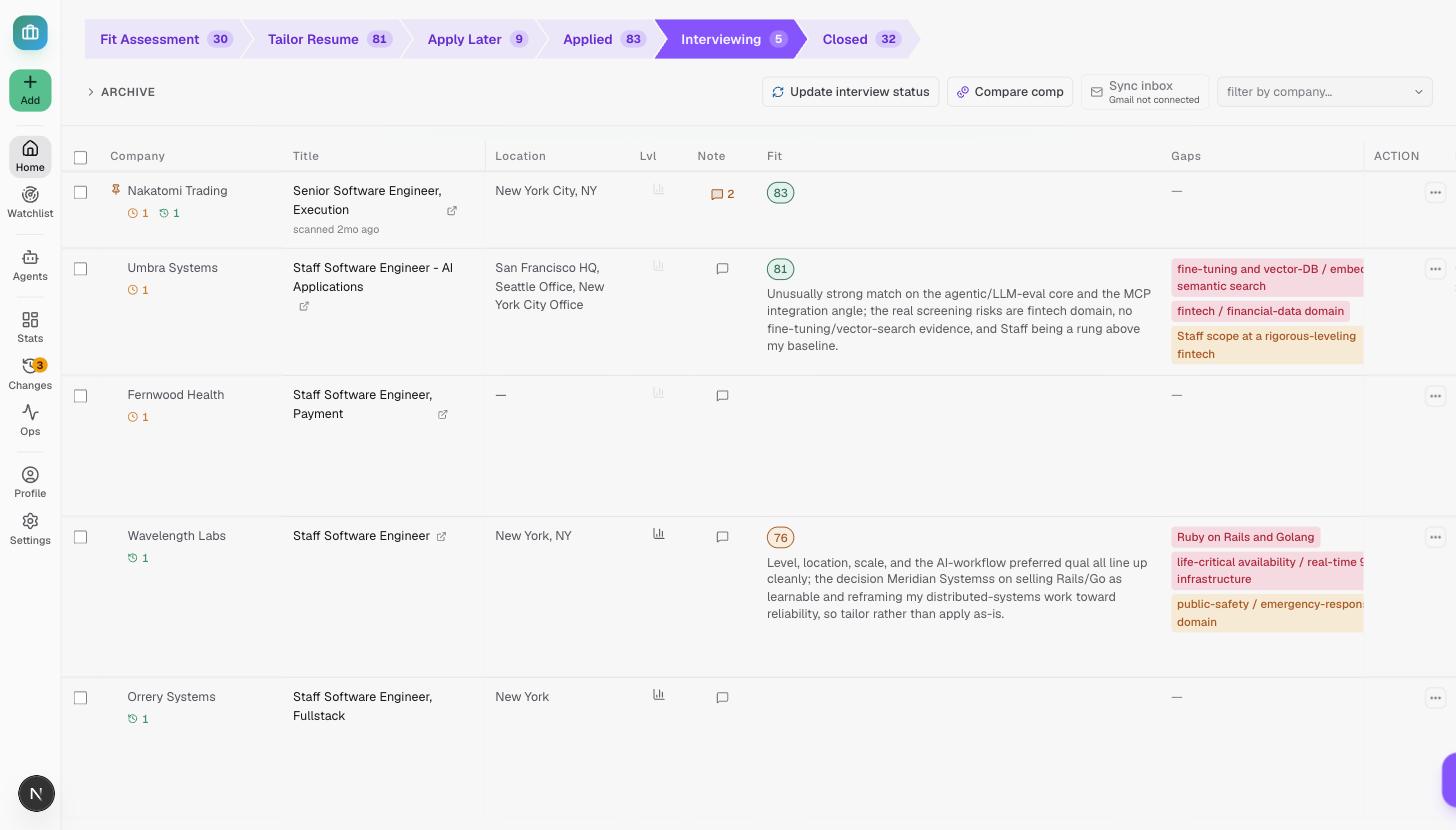 Fit Assessment 30
Tailor Resume 81
Apply Later 9
Applied 83
Interviewing 5
Closed 32
Add
Home
Watchlist
Agents
Stats
3
Changes
Ops
Profile
Settings
N
ARCHIVE
Update interview status
Compare comp
Sync inbox
Gmail not connected
filter by company...
Company
Title
Location
Lvl
Note
Fit
Gaps
ACTION
Nakatomi Trading
1 1
Senior Software Engineer,
Execution
scanned 2mo ago
New York City, NY
2
83
—
Umbra Systems
1
Staff Software Engineer - AI
Applications
San Francisco HQ,
Seattle Office, New
York City Office
81
Unusually strong match on the agentic/LLM-eval core and the MCP
integration angle; the real screening risks are fintech domain, no
fine-tuning/vector-search evidence, and Staff being a rung above
my baseline.
fine-tuning and vector-DB /
semantic search
fintech / financial-data domain
Staff scope at a rigorous-leveling
fintech
Fernwood Health
1
Staff Software Engineer,
Payment
—
—
Wavelength Labs
1
Staff Software Engineer
New York, NY
76
Level, location, scale, and the AI-workflow preferred qual all line up
cleanly; the decision Meridian Systemss on selling Rails/Go as
learnable and reframing my distributed-systems work toward
reliability, so tailor rather than apply as-is.
Ruby on Rails and Golang
life-critical availability / real-time
infrastructure
public-safety /
domain
Orrery Systems
1
Staff Software Engineer,
Fullstack
New York
—